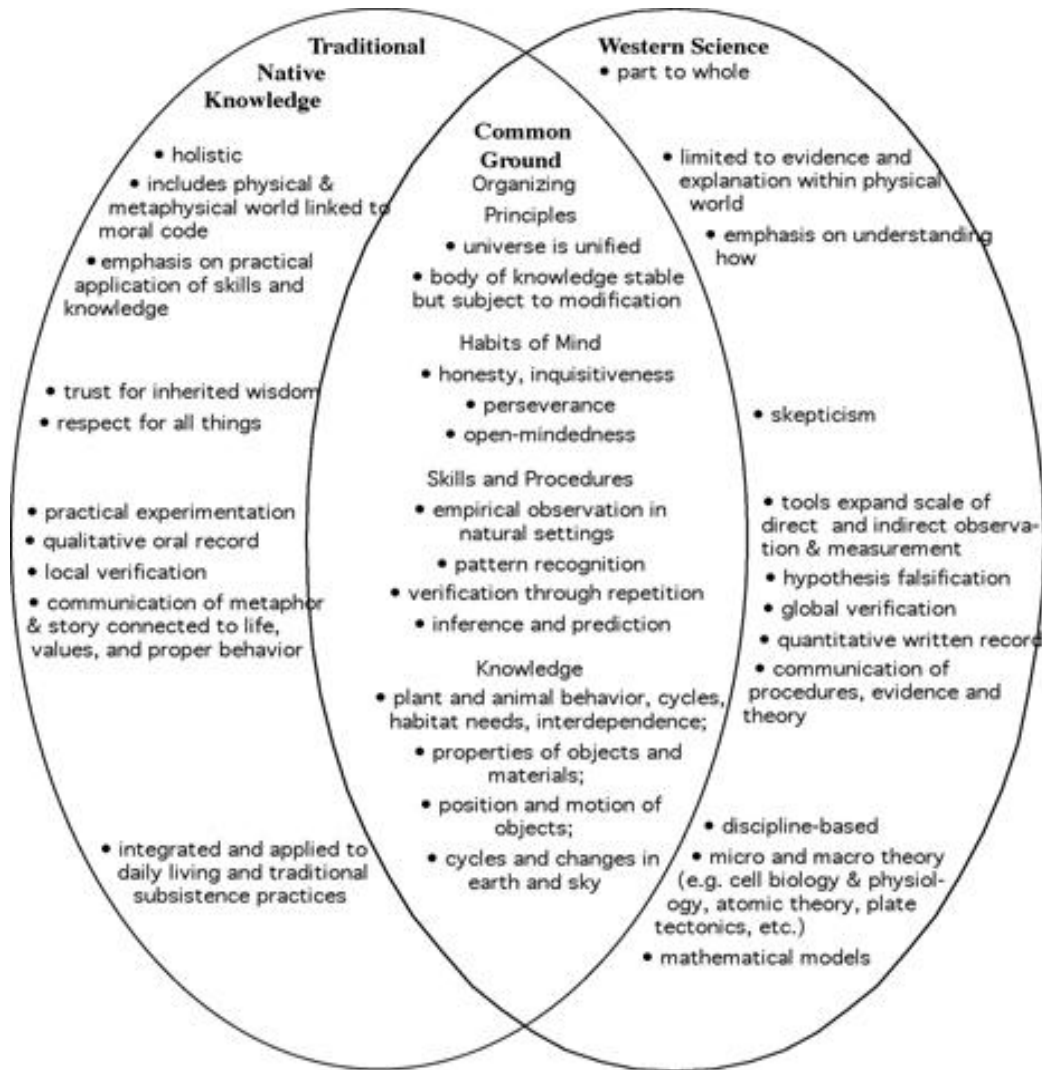 Traditional
Native
Knowledge
• holistic
• includes physical &
metaphysical world linked to
moral code
• emphasis on practical
application of skills and
knowledge
• trust for inherited wisdom
• respect for all things
• practical experimentation
• qualitative oral record
• local verification
• communication of metaphor
& story connected to life,
values, and proper behavior
• integrated and applied to
daily living and traditional
subsistence practices
Common
Ground
Organizing
Principles
• universe is unified
• body of knowledge stable
but subject to modification
Habits of Mind
• honesty, inquisitiveness
• perseverance
• open-mindedness
Skills and Procedures
• empirical observation in
natural settings
• pattern recognition
• verification through repetition
• inference and prediction
Knowledge
• plant and animal behavior, cycles,
habitat needs, interdependence;
• properties of objects and
materials;
• position and motion of
objects;
• cycles and changes in
earth and sky
Western Science
• part to whole
• limited to evidence and
explanation within physical
world
• emphasis on understanding
how
• skepticism
• tools expand scale of
direct and indirect observa-
tion & measurement
• hypothesis falsification
• global verification
• quantitative written record
• communication of
procedures, evidence and
theory
• discipline-based
• micro and macro theory
(e.g. cell biology & physiol-
ogy, atomic theory, plate
tectonics, etc.)
• mathematical models